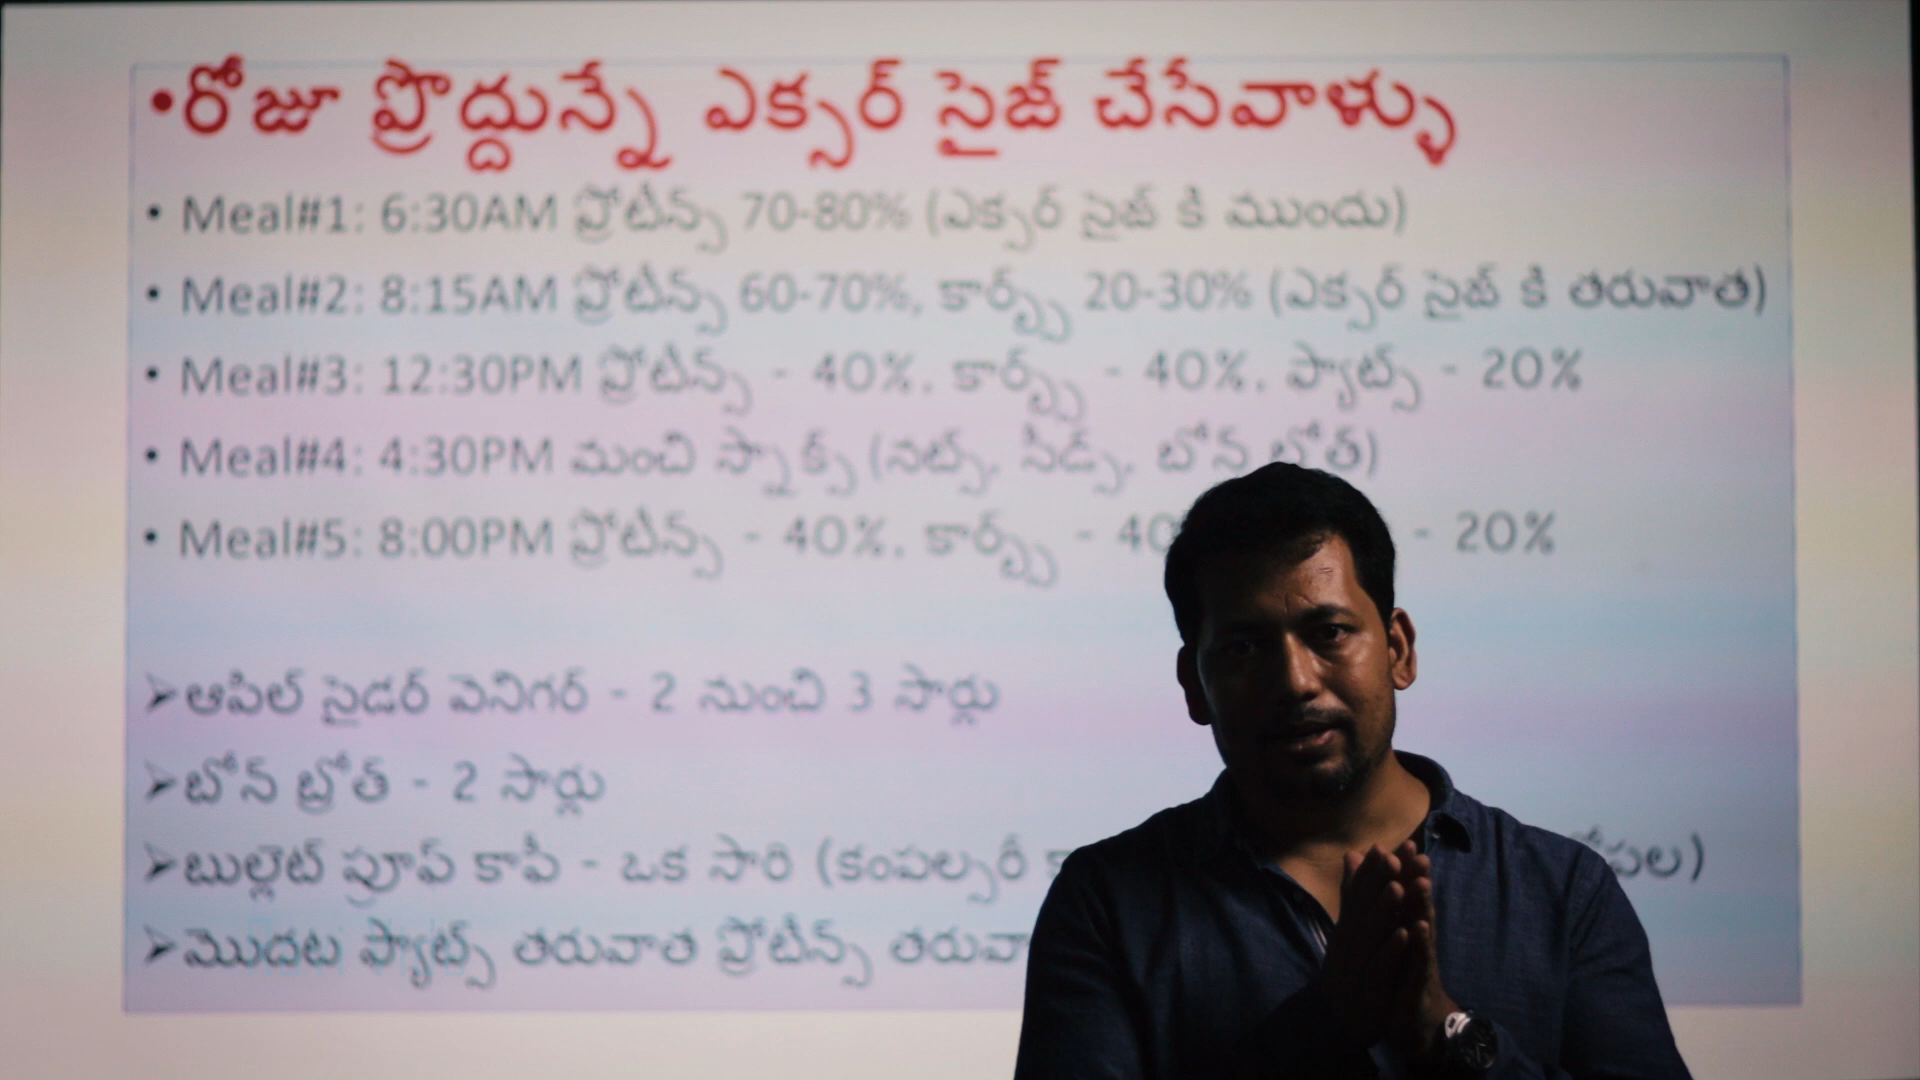 •రోజూ ప్రొద్దున్నే ఎక్సర్ సైజ్ చేసేవాళ్ళు
• Meal#1: 6:30AM ప్రోటీన్స్ 70-80% (ఎక్సర్ సైజ్ కి ముందు)
• Meal#2: 8:15AM ప్రోటీన్స్ 60-70%, కార్బ్స్ 20-30% (ఎక్సర్ సైజ్ కి తరువాత)
• Meal#3: 12:30PM ప్రోటీన్స్ - 40%, కార్బ్స్ - 40%, ఫ్యాట్స్ - 20%
• Meal#4: 4:30PM మంచి స్నాక్స్ (నట్స్, సీడ్స్, బోన్ బ్రోత్)
• Meal#5: 8:00PM ప్రోటీన్స్ - 40%, కార్బ్స్ - 40 - 20%
➢ఆపిల్ సైడర్ వెనిగర్ - 2 నుంచి 3 సార్లు
➢బోన్ బ్రోత్ - 2 సార్లు
➢బుల్లెట్ ప్రూఫ్ కాఫీ - ఒక సారి (కంపల్సరీ
➢మొదట ఫ్యాట్స్ తరువాత ప్రోటీన్స్